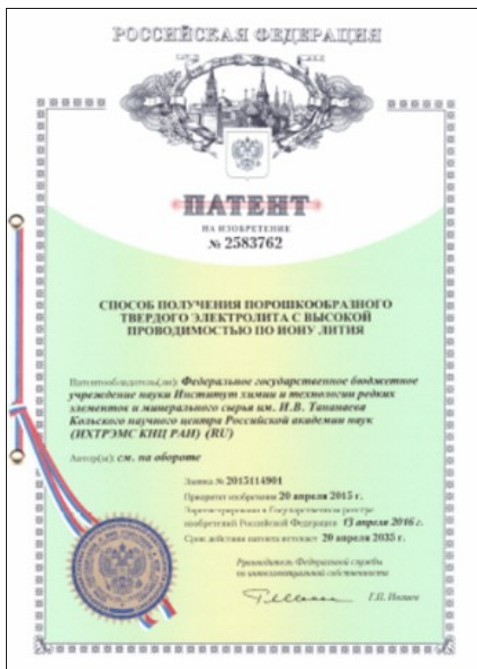 РОССИЙСКАЯ ФЕДЕРАЦИЯ
ПАТЕНТ
НА ИЗОБРЕТЕНИЕ
№ 2583762
СПОСОБ ПОЛУЧЕНИЯ ПОРОШКООБРАЗНОГО
ТВЕРДОГО ЭЛЕКТРОЛИТА С ВЫСОКОЙ
ПРОВОДИМОСТЬЮ ПО ИОНУ ЛИТИЯ
Патентообладатель(ли): Федеральное государственное бюджетное
учреждение науки Институт химии и технологии редких
элементов и минерального сырья им. И.В. Тананаева
Кольского научного центра Российской академии наук
(ИХТРЭМС КНЦ РАН) (RU)
Автор(ы): см. на обороте
Заявка № 2015114901
Приоритет изобретения 20 апреля 2015 г.
Зарегистрировано в Государственном реестре
изобретений Российской Федерации 13 апреля 2016 г.
Срок действия патента истекает 20 апреля 2035 г.
Руководитель Федеральной службы
по интеллектуальной собственности
Г.П. Ивлиев